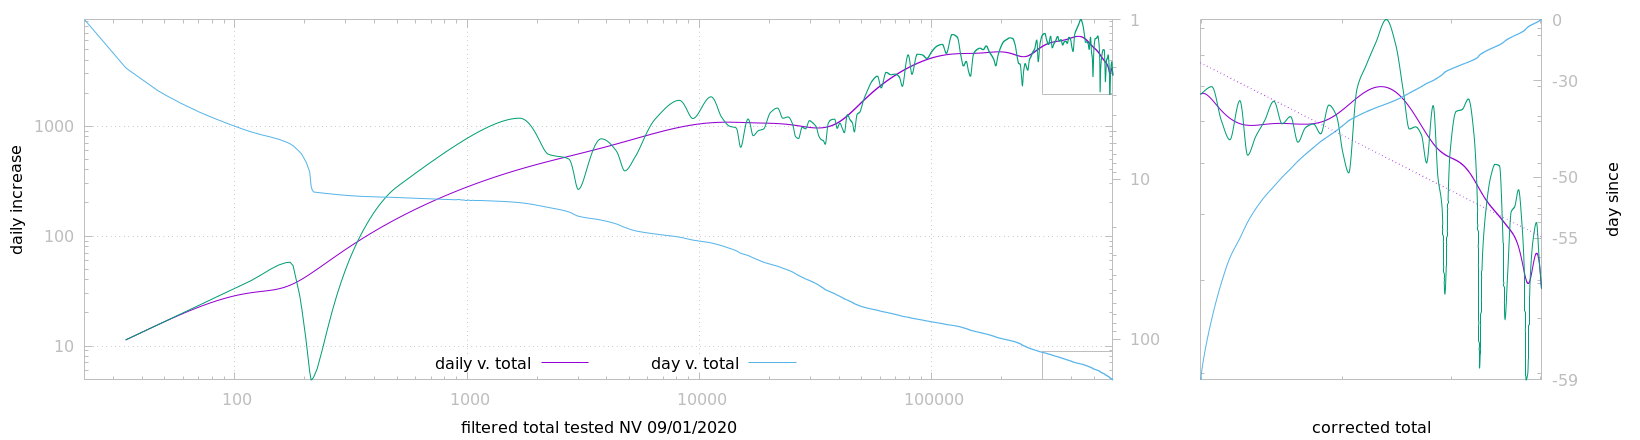 daily increase
1000
100
10
100
1000
10000
100000
filtered total tested NV 09/01/2020
daily v. total
day v. total
1
10
100
corrected total
0
-30
-50
-55
-59
day since